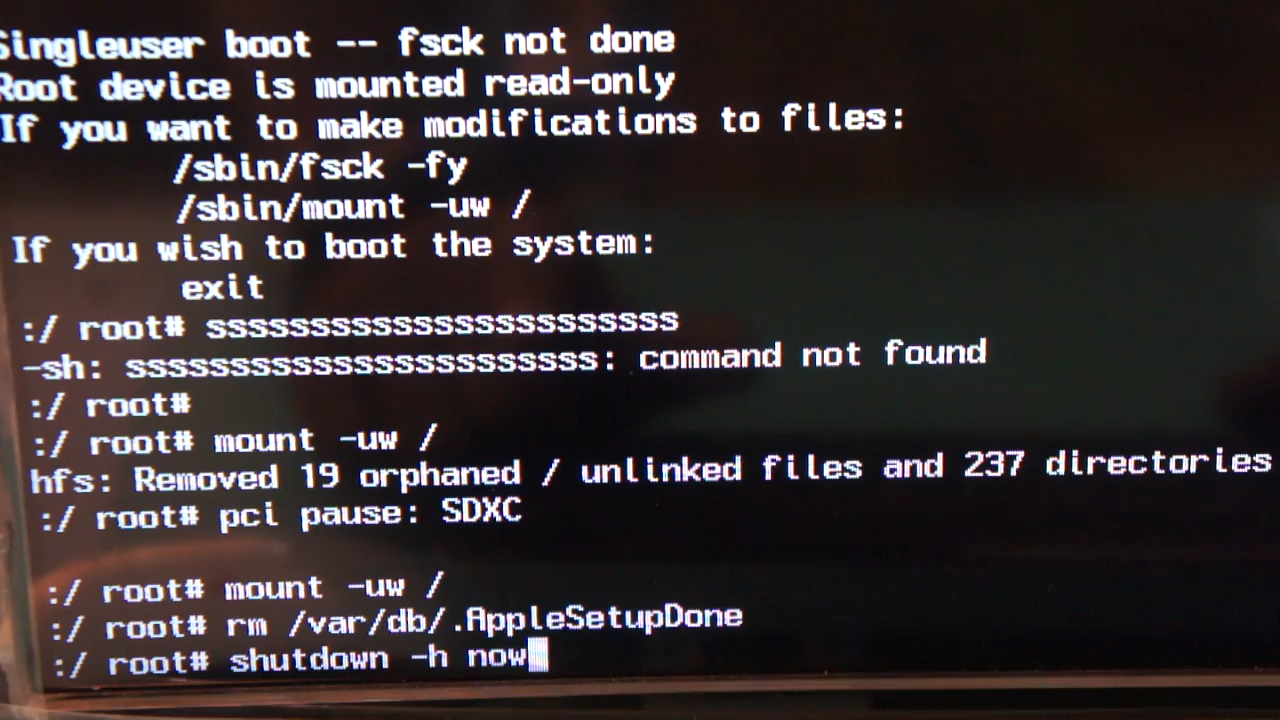 Singleuser boot -- fsck not done
Root device is mounted read-only
If you want to make modifications to files:
/sbin/fsck -fy
/sbin/mount -uw /
If you wish to boot the system:
exit
:/ root# sssssssssssssssssssssss
-sh: sssssssssssssssssssssss: command not found
:/ root#
:/ root# mount -uw /
hfs: Removed 19 orphaned / unlinked files and 237 directories
:/ root# pci pause: SDXC
:/ root# mount -uw /
:/ root# rm /var/db/.AppleSetupDone
:/ root# shutdown -h now